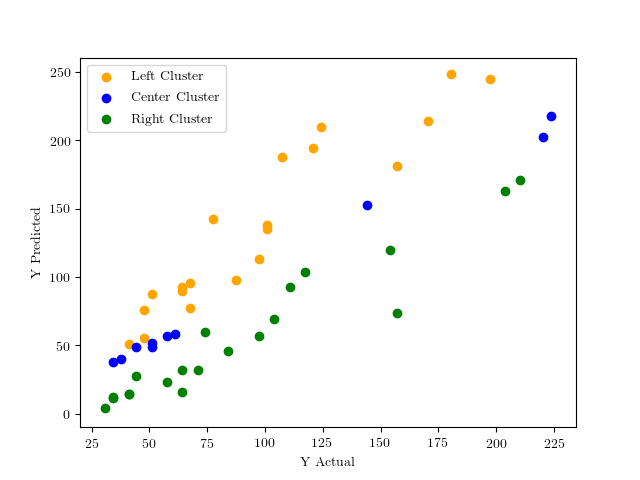 Left Cluster
Center Cluster
Right Cluster
Y Predicted
250
200
150
100
50
0
25 50 75 100 125 150 175 200 225
Y Actual